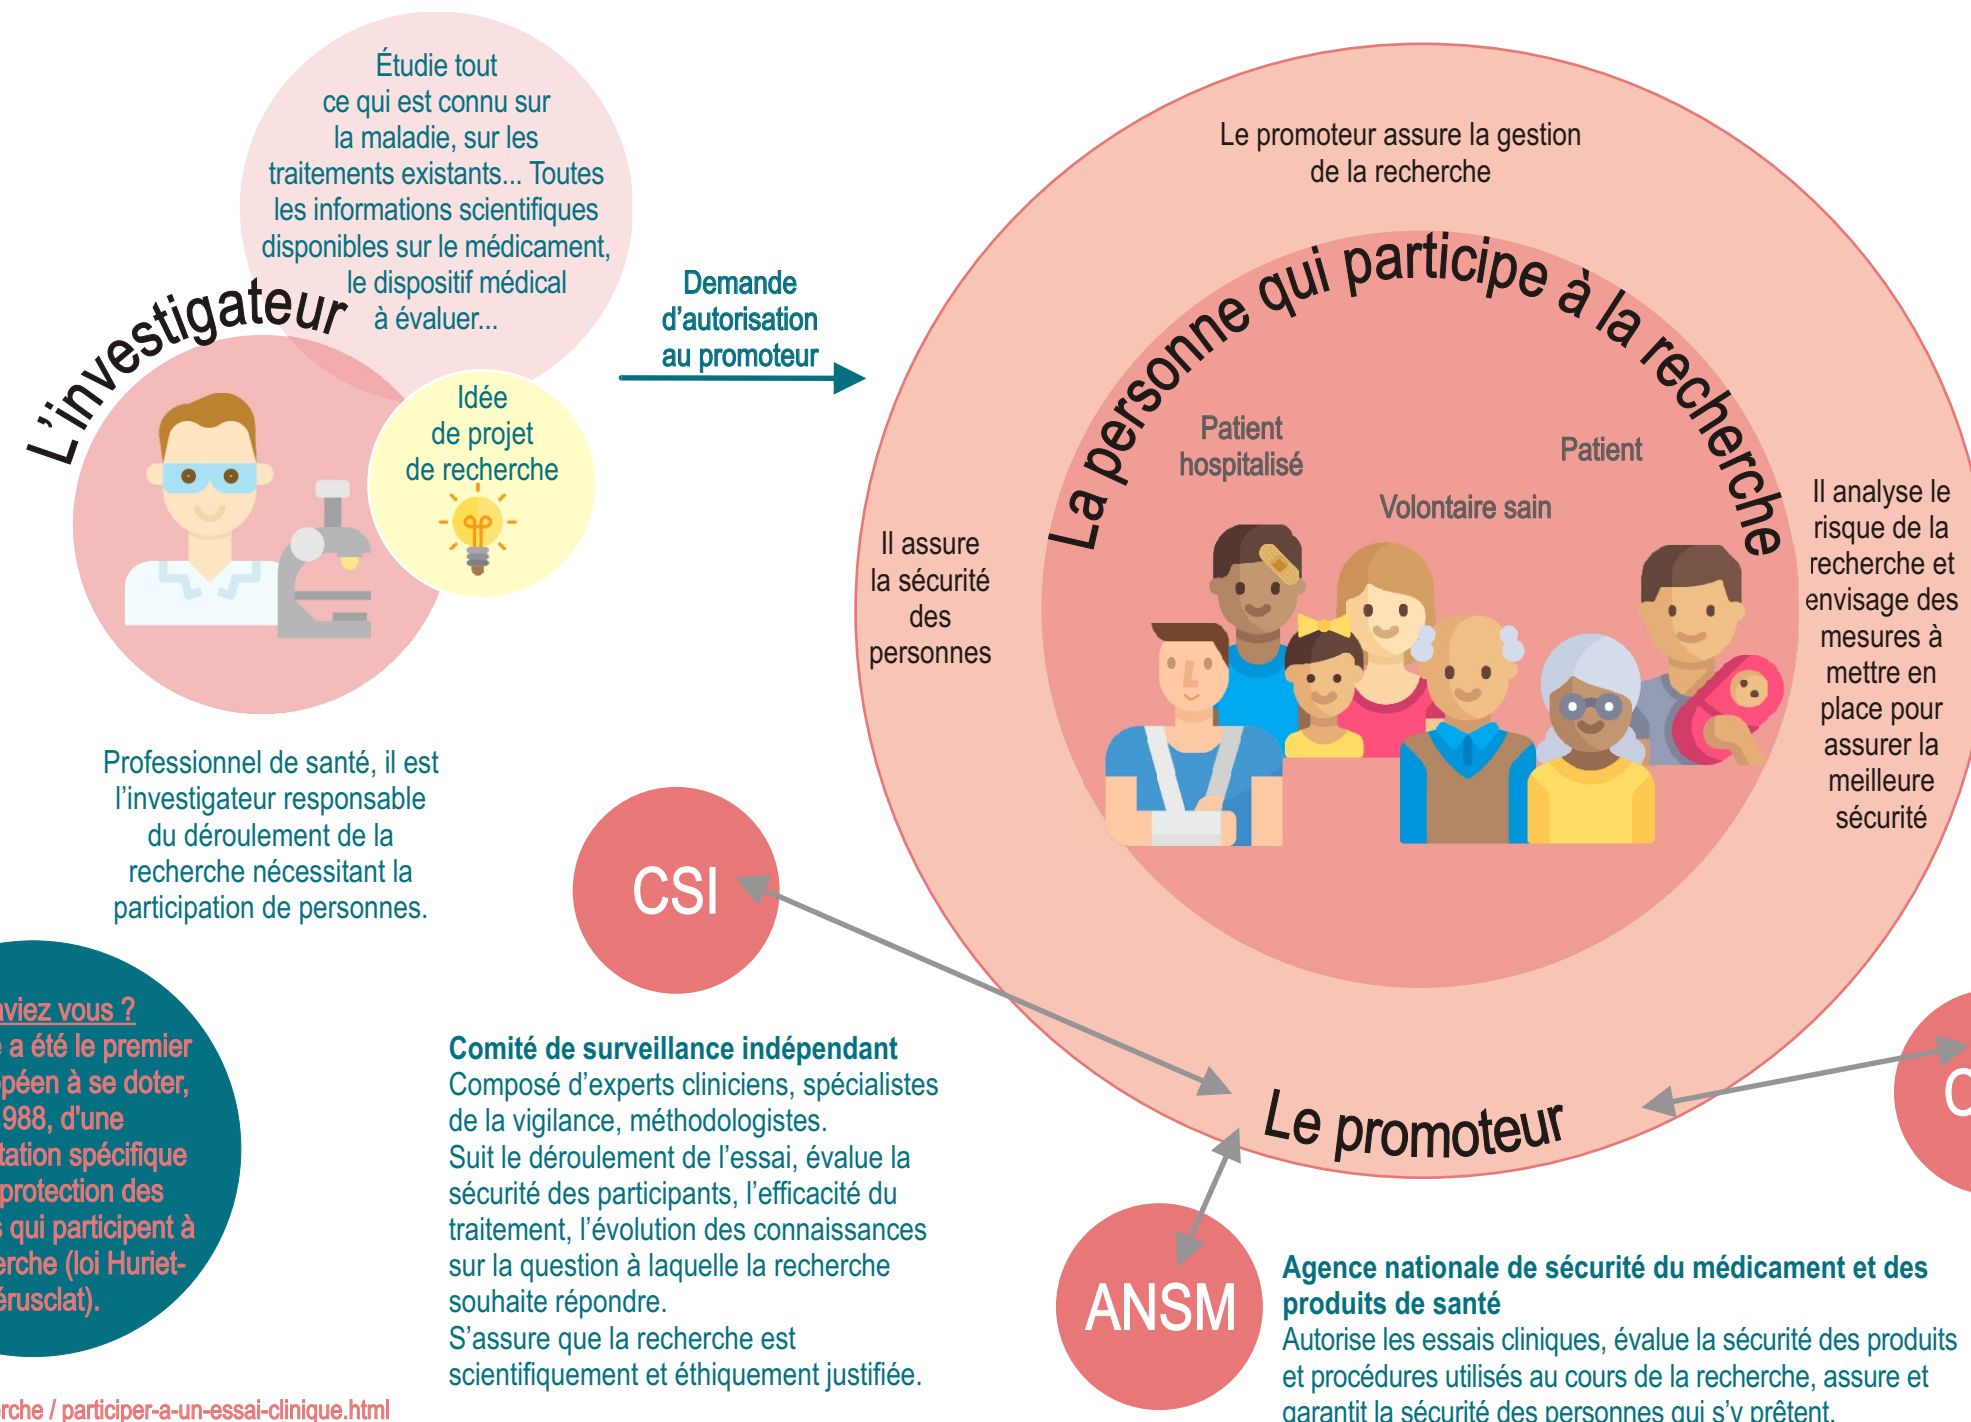 Étudie tout
ce qui est connu sur
la maladie, sur les
traitements existants... Toutes
les informations scientifiques
disponibles sur le médicament,
le dispositif médical
à évaluer...
L'investigateur
Idée
de projet
de recherche
Professionnel de santé, il est
l'investigateur responsable
du déroulement de la
recherche nécessitant la
participation de personnes.
Demande
d'autorisation
au promoteur
Le promoteur assure la gestion
de la recherche
La personne qui participe à la recherche
Patient
hospitalisé
Volontaire sain
Patient
Il assure
la sécurité
des
personnes
Il analyse le
risque de la
recherche et
envisage des
mesures à
mettre en
place pour
assurer la
meilleure
sécurité
Le promoteur
CSI
Comité de surveillance indépendant
Composé d'experts cliniciens, spécialistes
de la vigilance, méthodologistes.
Suit le déroulement de l'essai, évalue la
sécurité des participants, l'efficacité du
traitement, l'évolution des connaissances
sur la question à laquelle la recherche
souhaite répondre.
S'assure que la recherche est
scientifiquement et éthiquement justifiée.
ANSM
Agence nationale de sécurité du médicament et des
produits de santé
Autorise les essais cliniques, évalue la sécurité des produits
et procédures utilisés au cours de la recherche, assure et
garantit la sécurité des personnes qui s'y prêtent.
vous ?
a été le premier
à se doter,
988, d'une
spécifique
protection des
qui participent à
(loi Huriet-
/ participer-a-un-essai-clinique.html